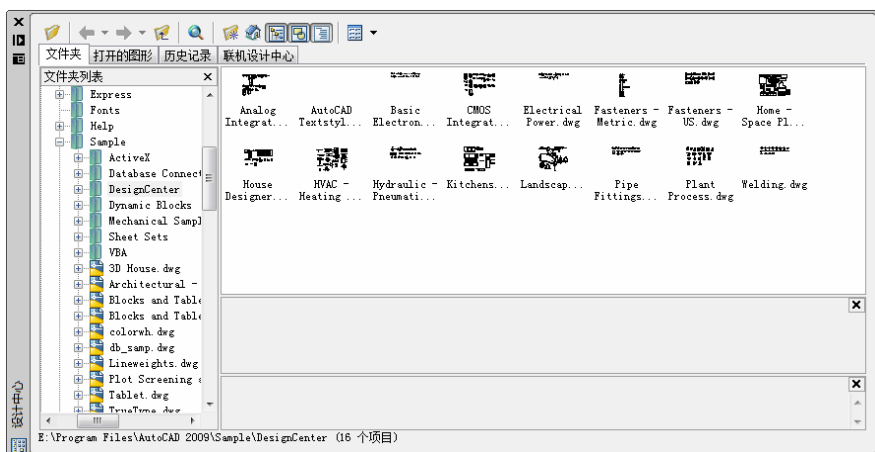 文件夹 打开的图形 历史记录 联机设计中心
文件夹列表
Express
Fonts
Help
Sample
ActiveX
Database Connect
DesignCenter
Dynamic Blocks
Mechanical Sampl
Sheet Sets
VBA
3D House.dwg
Architectural -
Blocks and Table
Blocks and Table
colorwh.dwg
db_samp.dwg
Lineweights.dwg
Plot Screening
Tablet.dwg
TrueType.dwg
Analog Integrat...
AutoCAD Textstyl...
Basic Electron...
CMOS Integrat...
Electrical Power.dwg
Fasteners - Metric.dwg
Fasteners - US.dwg
Home - Space Pl...
House Designer...
HVAC - Heating ...
Hydraulic - Pneumati...
Kitchens...
Landscap...
Pipe Fittings...
Plant Process.dwg
Welding.dwg
设计中心
E:\Program Files\AutoCAD 2009\Sample\DesignCenter (16 个项目)